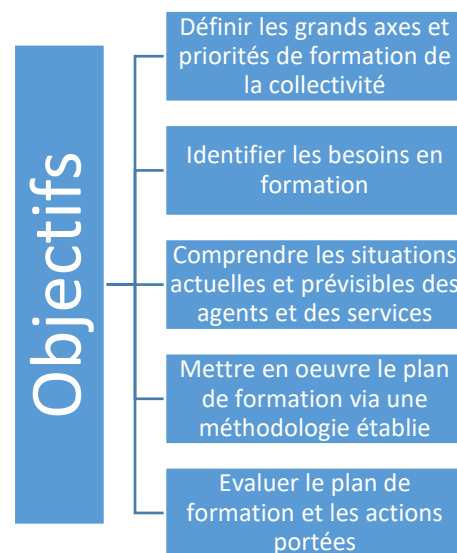 Objectifs
Définir les grands axes et
priorités de formation de
la collectivité
Identifier les besoins en
formation
Comprendre les situations
actuelles et prévisibles des
agents et des services
Mettre en oeuvre le plan
de formation via une
méthodologie établie
Evaluer le plan de
formation et les actions
portées